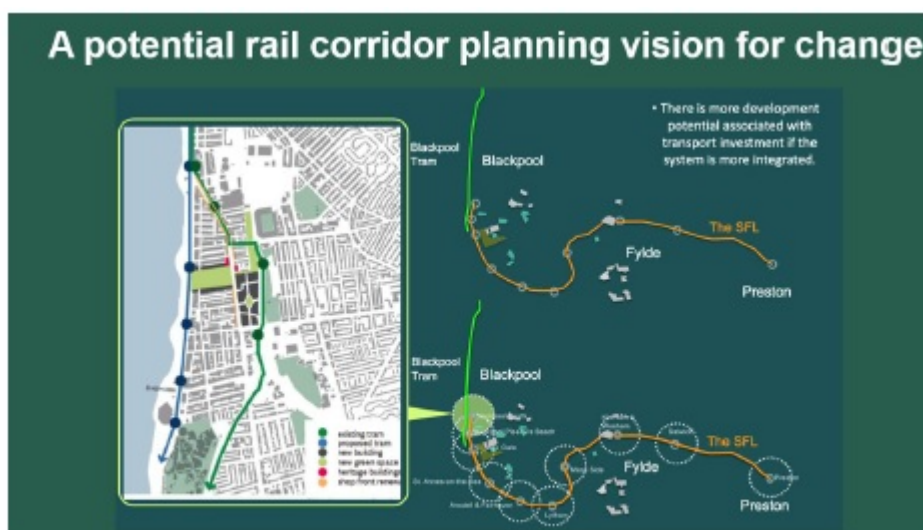 A potential rail corridor planning vision for change
• There is more development
potential associated with
transport investment if the
system is more integrated.
Blackpool
Tram
Blackpool
The SFL
Fylde
Preston
Blackpool
Tram
Blackpool
The SFL
Fylde
Preston
existing tram
proposed tram
new building
new green space
heritage buildings
shop front